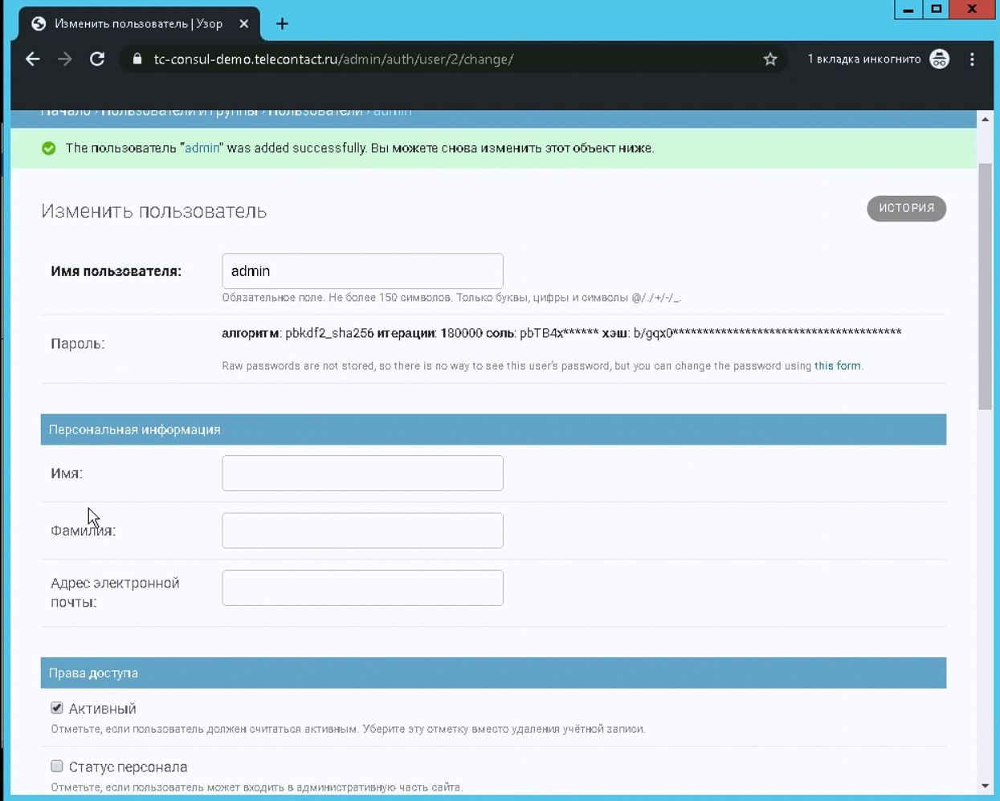 Изменить пользователь | Узор
tc-consul-demo.telecontact.ru/admin/auth/user/2/change/
1 вкладка инкогнито
Начало › Пользователи и группы › Пользователи › admin
The пользователь "admin" was added successfully. Вы можете снова изменить этот объект ниже.
Изменить пользователь
ИСТОРИЯ
Имя пользователя:
admin
Обязательное поле. Не более 150 символов. Только буквы, цифры и символы @/./+/-/_.
Пароль:
алгоритм: pbkdf2_sha256 итерации: 180000 соль: pbTB4x****** хэш: b/gqx0**************************************
Raw passwords are not stored, so there is no way to see this user's password, but you can change the password using this form.
Персональная информация
Имя:
Фамилия:
Адрес электронной
почты:
Права доступа
Активный
Отметьте, если пользователь должен считаться активным. Уберите эту отметку вместо удаления учётной записи.
Статус персонала
Отметьте, если пользователь может входить в административную часть сайта.